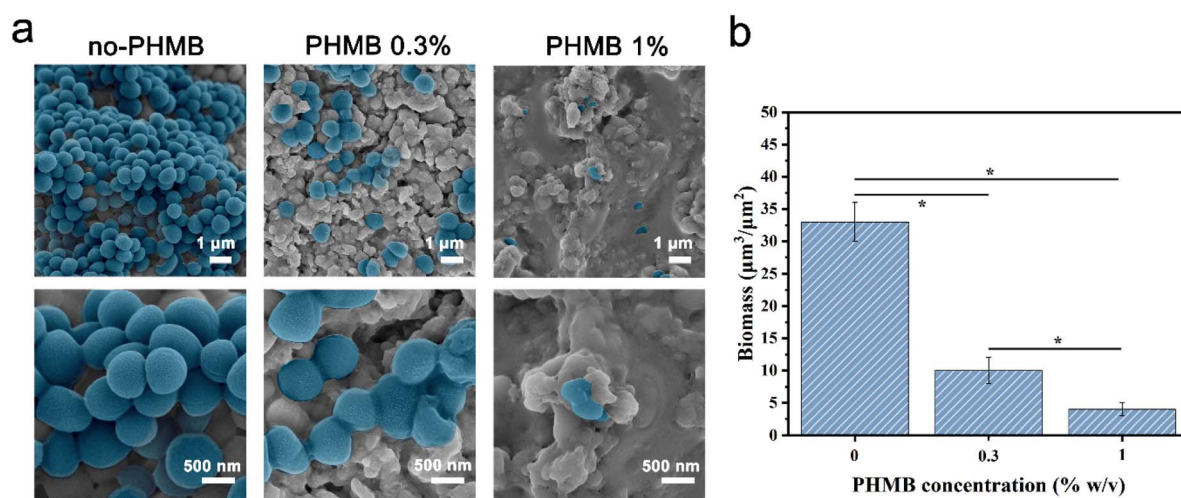 a
no-PHMB PHMB 0.3% PHMB 1%
1 µm 1 µm 1 µm
500 nm 500 nm 500 nm
b
Biomass (µm³/µm²)
50
45
40
35
30
25
20
15
10
5
0
*
*
*
0 0.3 1
PHMB concentration (% w/v)